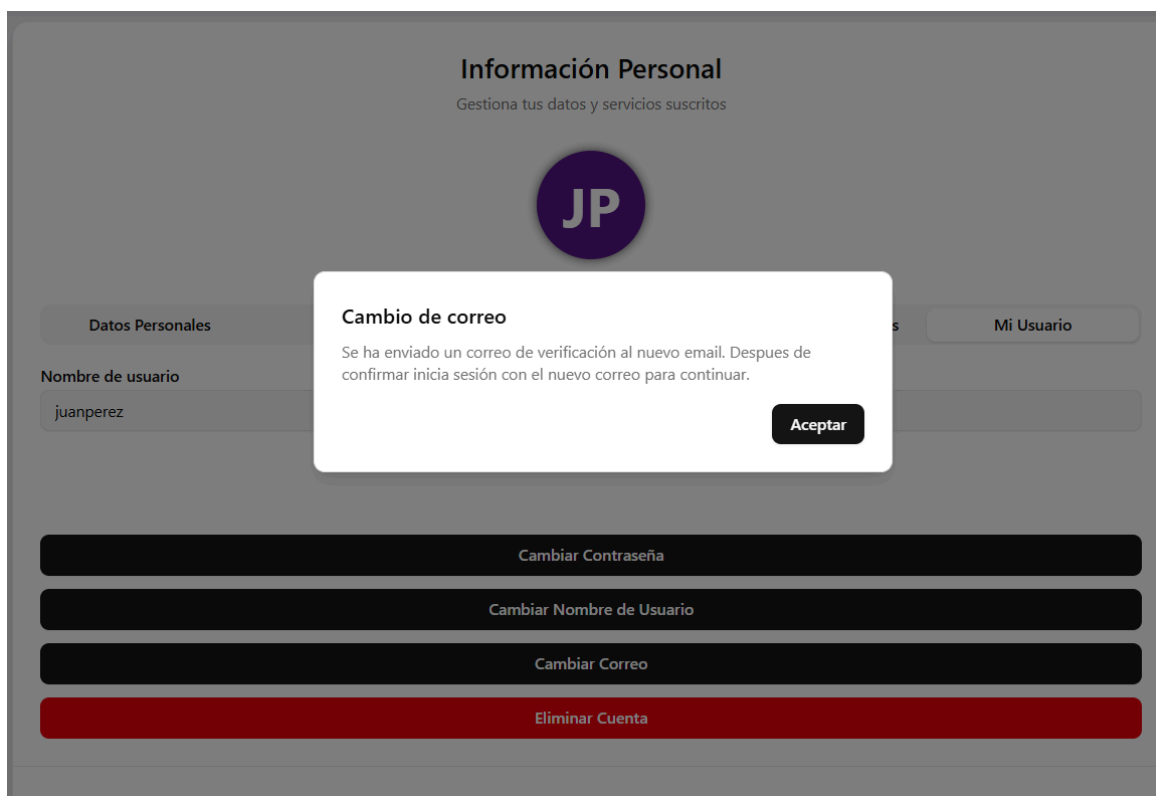 Información Personal
Gestiona tus datos y servicios suscritos
JP
Datos Personales
s
Mi Usuario
Cambio de correo
Se ha enviado un correo de verificación al nuevo email. Despues de
confirmar inicia sesión con el nuevo correo para continuar.
Aceptar
Nombre de usuario
juanperez
Cambiar Contraseña
Cambiar Nombre de Usuario
Cambiar Correo
Eliminar Cuenta